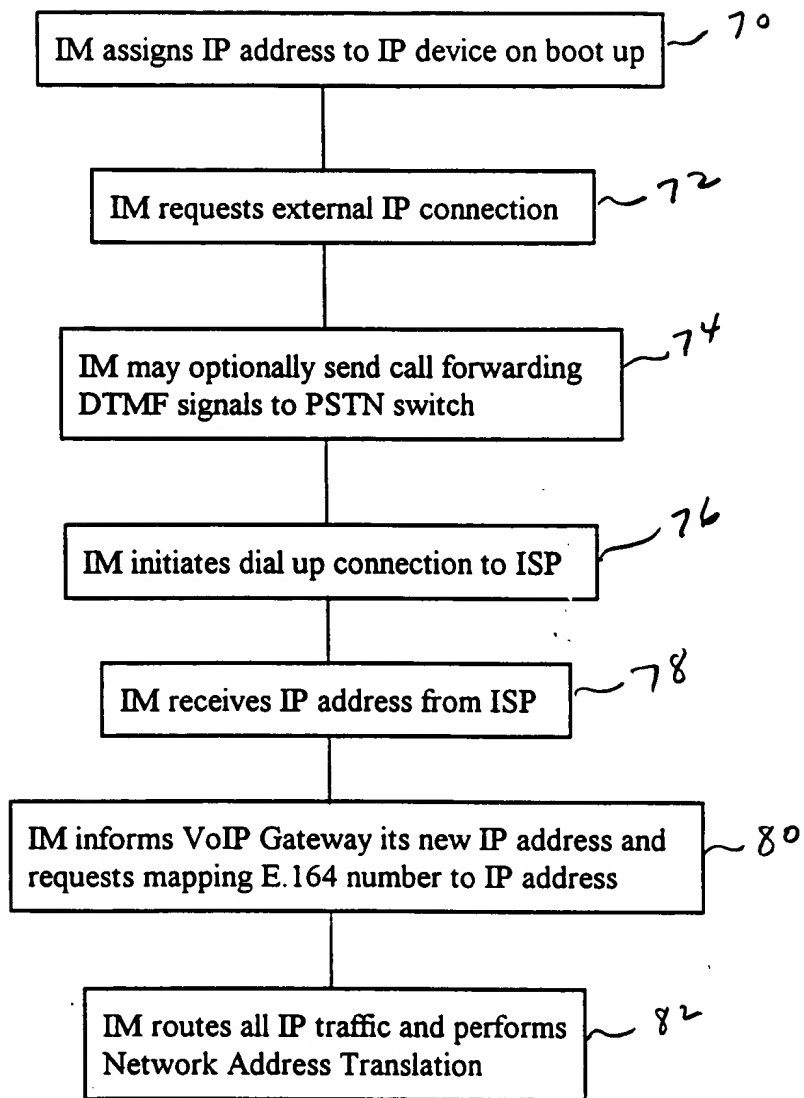 IM assigns IP address to IP device on boot up
70
IM requests external IP connection
72
IM may optionally send call forwarding
DTMF signals to PSTN switch
74
IM initiates dial up connection to ISP
76
IM receives IP address from ISP
78
IM informs VoIP Gateway its new IP address and
requests mapping E.164 number to IP address
80
IM routes all IP traffic and performs
Network Address Translation
82